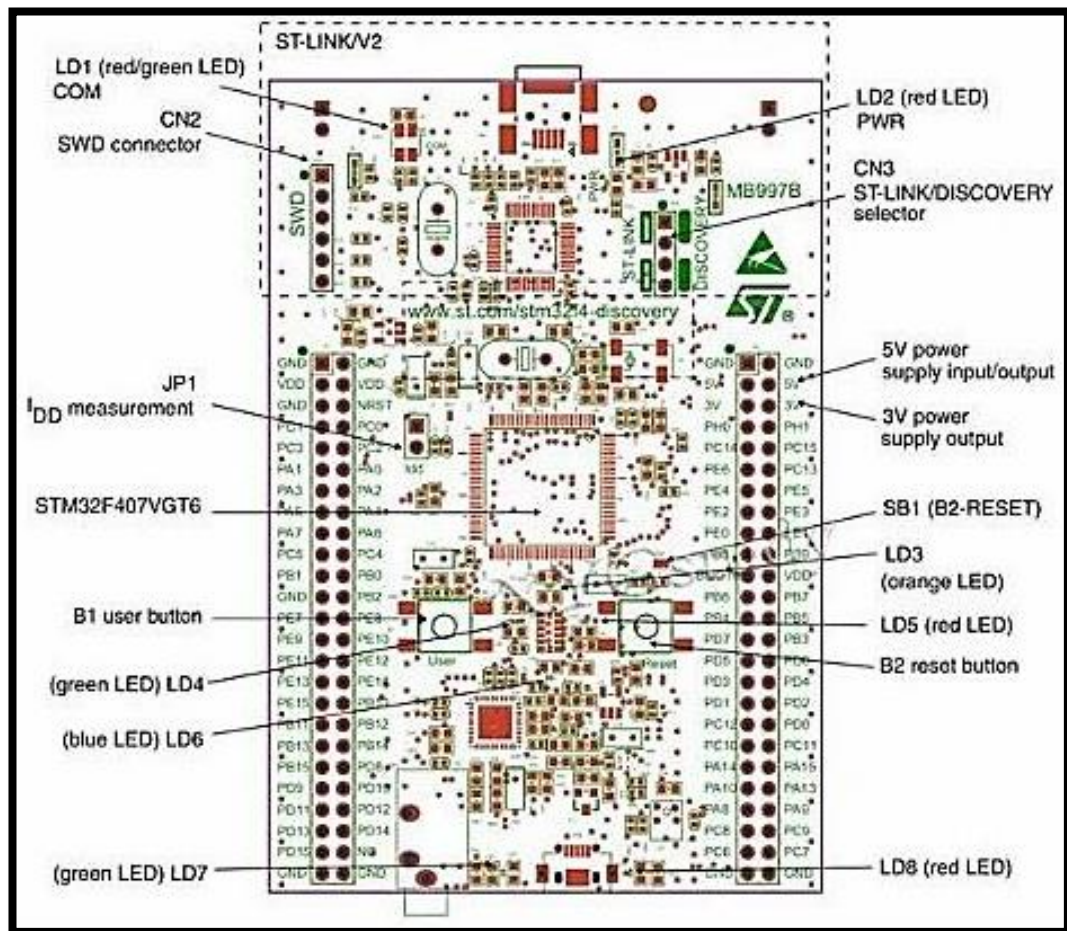 ST-LINK/V2
LD1 (red/green LED)
COM
CN2
SWD connector
LD2 (red LED)
PWR
CN3
ST-LINK/DISCOVERY
selector
COM
PWR
SWD
ST-LINK
DISCOVERY
MB997B
ST®
www.st.com/stm32f4-discovery
JP1
IDD measurement
STM32F407VGT6
B1 user button
(green LED) LD4
(blue LED) LD6
(green LED) LD7
5V power
supply input/output
3V power
supply output
SB1 (B2-RESET)
LD3
(orange LED)
LD5 (red LED)
B2 reset button
LD8 (red LED)
User
Reset
GND GND
VDD VDD
GND NRST
PC1 PC0
PC3
PA1 PA0
PA3 PA2
PA7 PA6
PC5 PC4
PB1 PB0
GND PB2
PE7 PE8
PE9 PE10
PE11 PE12
PE13 PE14
PE15
PB11 PB12
PB13 PB14
PB15 PD8
PD9 PD10
PD11 PD12
PD13 PD14
PD15
GND GND
GND GND
5V 5V
3V 3V
PH0 PH1
PC14 PC15
PE6 PC13
PE4 PE5
PE2 PE3
PE0
VDD
PB6 PB7
PB4 PB5
PD7 PB3
PD5 PD6
PD3 PD4
PD1 PD2
PC12 PD0
PC10 PC11
PA14 PA15
PA10 PA13
PA8 PA9
PC8 PC9
PC6 PC7
GND GND